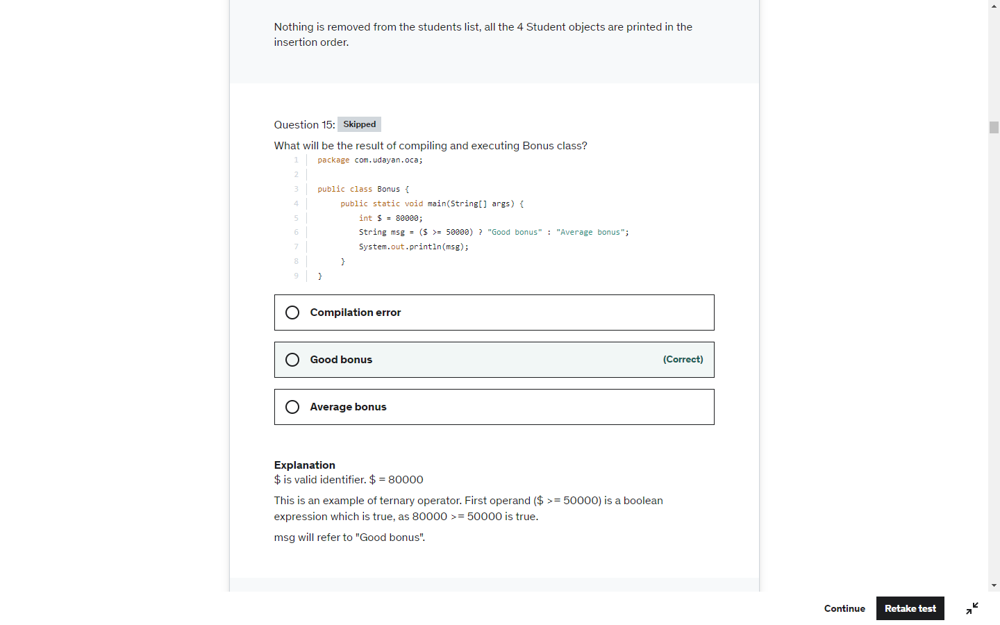 Nothing is removed from the students list, all the 4 Student objects are printed in the
insertion order.
Question 15: Skipped
What will be the result of compiling and executing Bonus class?
1 package com.udayan.oca;
2
3 public class Bonus {
4 public static void main(String[] args) {
5 int $ = 80000;
6 String msg = ($ >= 50000) ? "Good bonus" : "Average bonus";
7 System.out.println(msg);
8 }
9 }
Compilation error
Good bonus (Correct)
Average bonus
Explanation
$ is valid identifier. $ = 80000
This is an example of ternary operator. First operand ($ >= 50000) is a boolean
expression which is true, as 80000 >= 50000 is true.
msg will refer to "Good bonus".
Continue Retake test